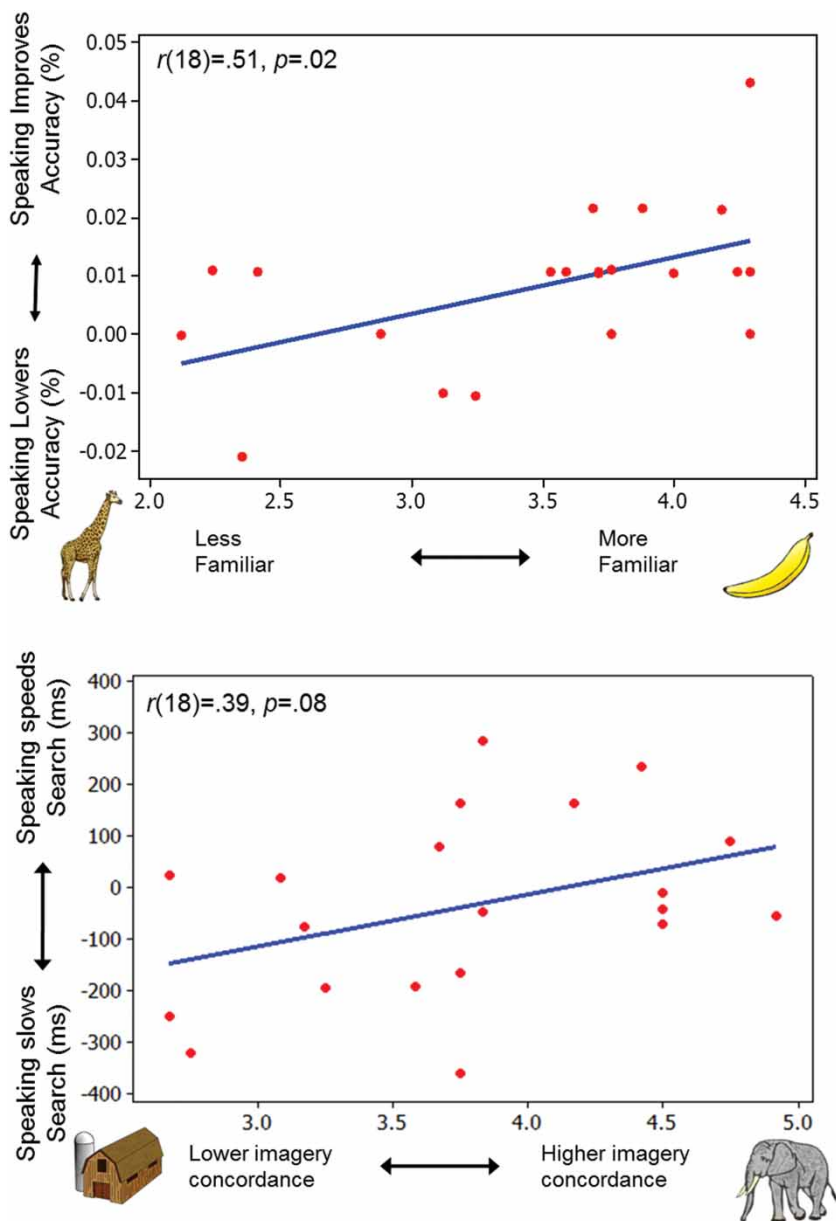 Speaking Improves
Accuracy (%)
Speaking Lowers
Accuracy (%)
r(18)=.51, p=.02
0.05
0.04
0.03
0.02
0.01
0.00
-0.01
-0.02
2.0 2.5 3.0 3.5 4.0 4.5
Less
Familiar
More
Familiar
Speaking speeds
Search (ms)
Speaking slows
Search (ms)
r(18)=.39, p=.08
400
300
200
100
0
-100
-200
-300
-400
3.0 3.5 4.0 4.5 5.0
Lower imagery
concordance
Higher imagery
concordance